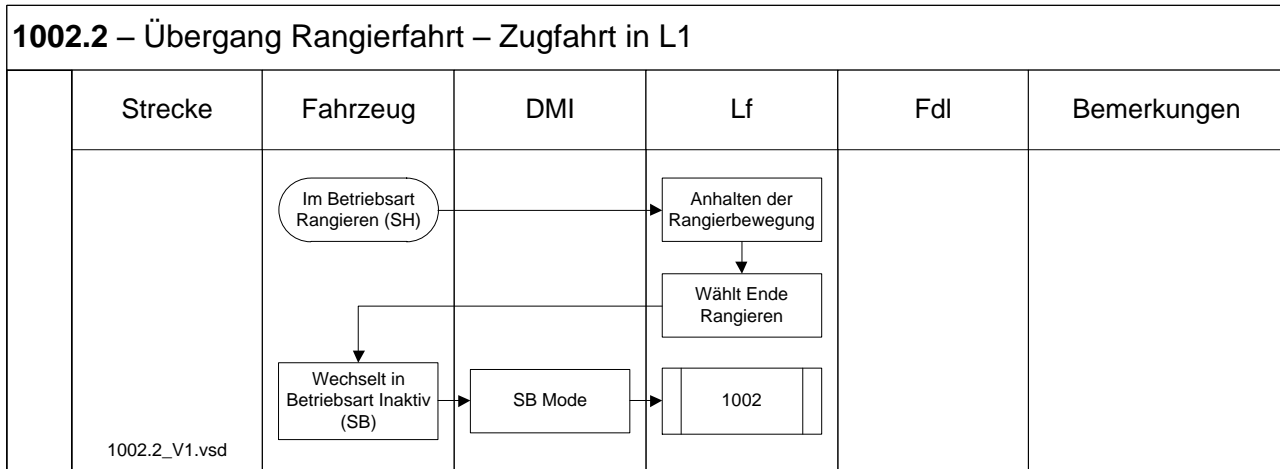 1002.2 – Übergang Rangierfahrt – Zugfahrt in L1
Strecke
Fahrzeug
DMI
Lf
Fdl
Bemerkungen
Im Betriebsart
Rangieren (SH)
Anhalten der
Rangierbewegung
Wählt Ende
Rangieren
Wechselt in
Betriebsart Inaktiv
(SB)
SB Mode
1002
1002.2_V1.vsd